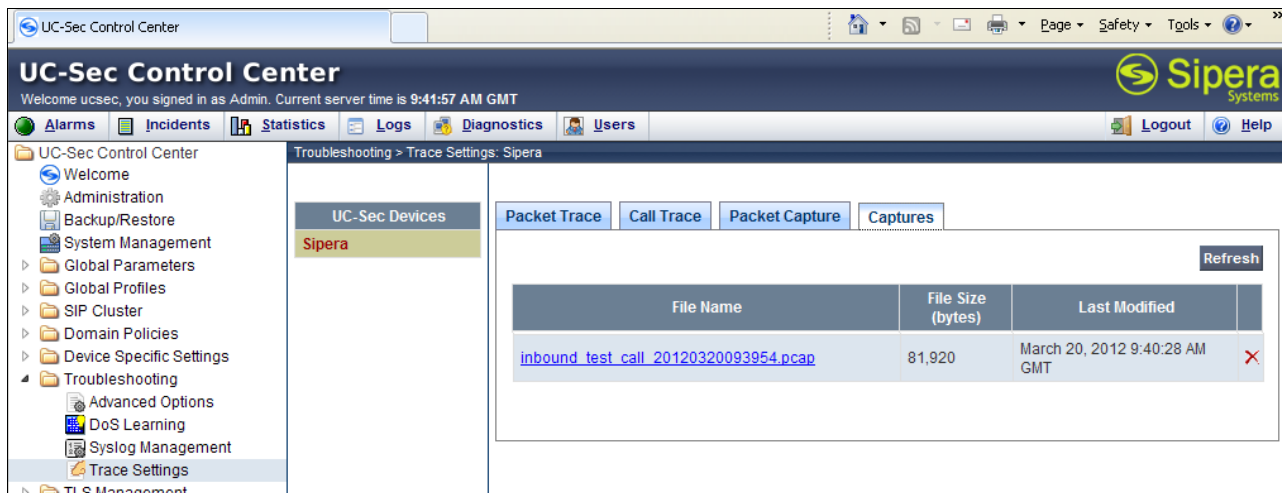 UC-Sec Control Center
Page
Safety
Tools
»
UC-Sec Control Center
Welcome ucsec, you signed in as Admin. Current server time is 9:41:57 AM GMT
Sipera
Systems
Alarms Incidents Statistics Logs Diagnostics Users Logout Help
UC-Sec Control Center
Welcome
Administration
Backup/Restore
System Management
Global Parameters
Global Profiles
SIP Cluster
Domain Policies
Device Specific Settings
Troubleshooting
Advanced Options
DoS Learning
Syslog Management
Trace Settings
TLS Management
Troubleshooting > Trace Settings: Sipera
UC-Sec Devices
Sipera
Packet Trace Call Trace Packet Capture Captures
Refresh
File Name
File Size
(bytes)
Last Modified
inbound_test_call_20120320093954.pcap
81,920
March 20, 2012 9:40:28 AM
GMT